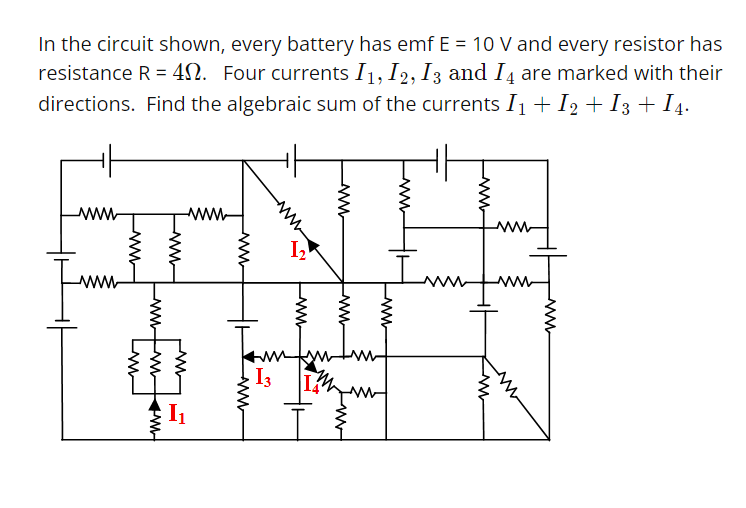 In the circuit shown, every battery has emf E = 10 V and every resistor has
resistance R = 4Ω. Four currents I₁, I₂, I₃ and I₄ are marked with their
directions. Find the algebraic sum of the currents I₁ + I₂ + I₃ + I₄.
I₂
I₃
I₄
I₁